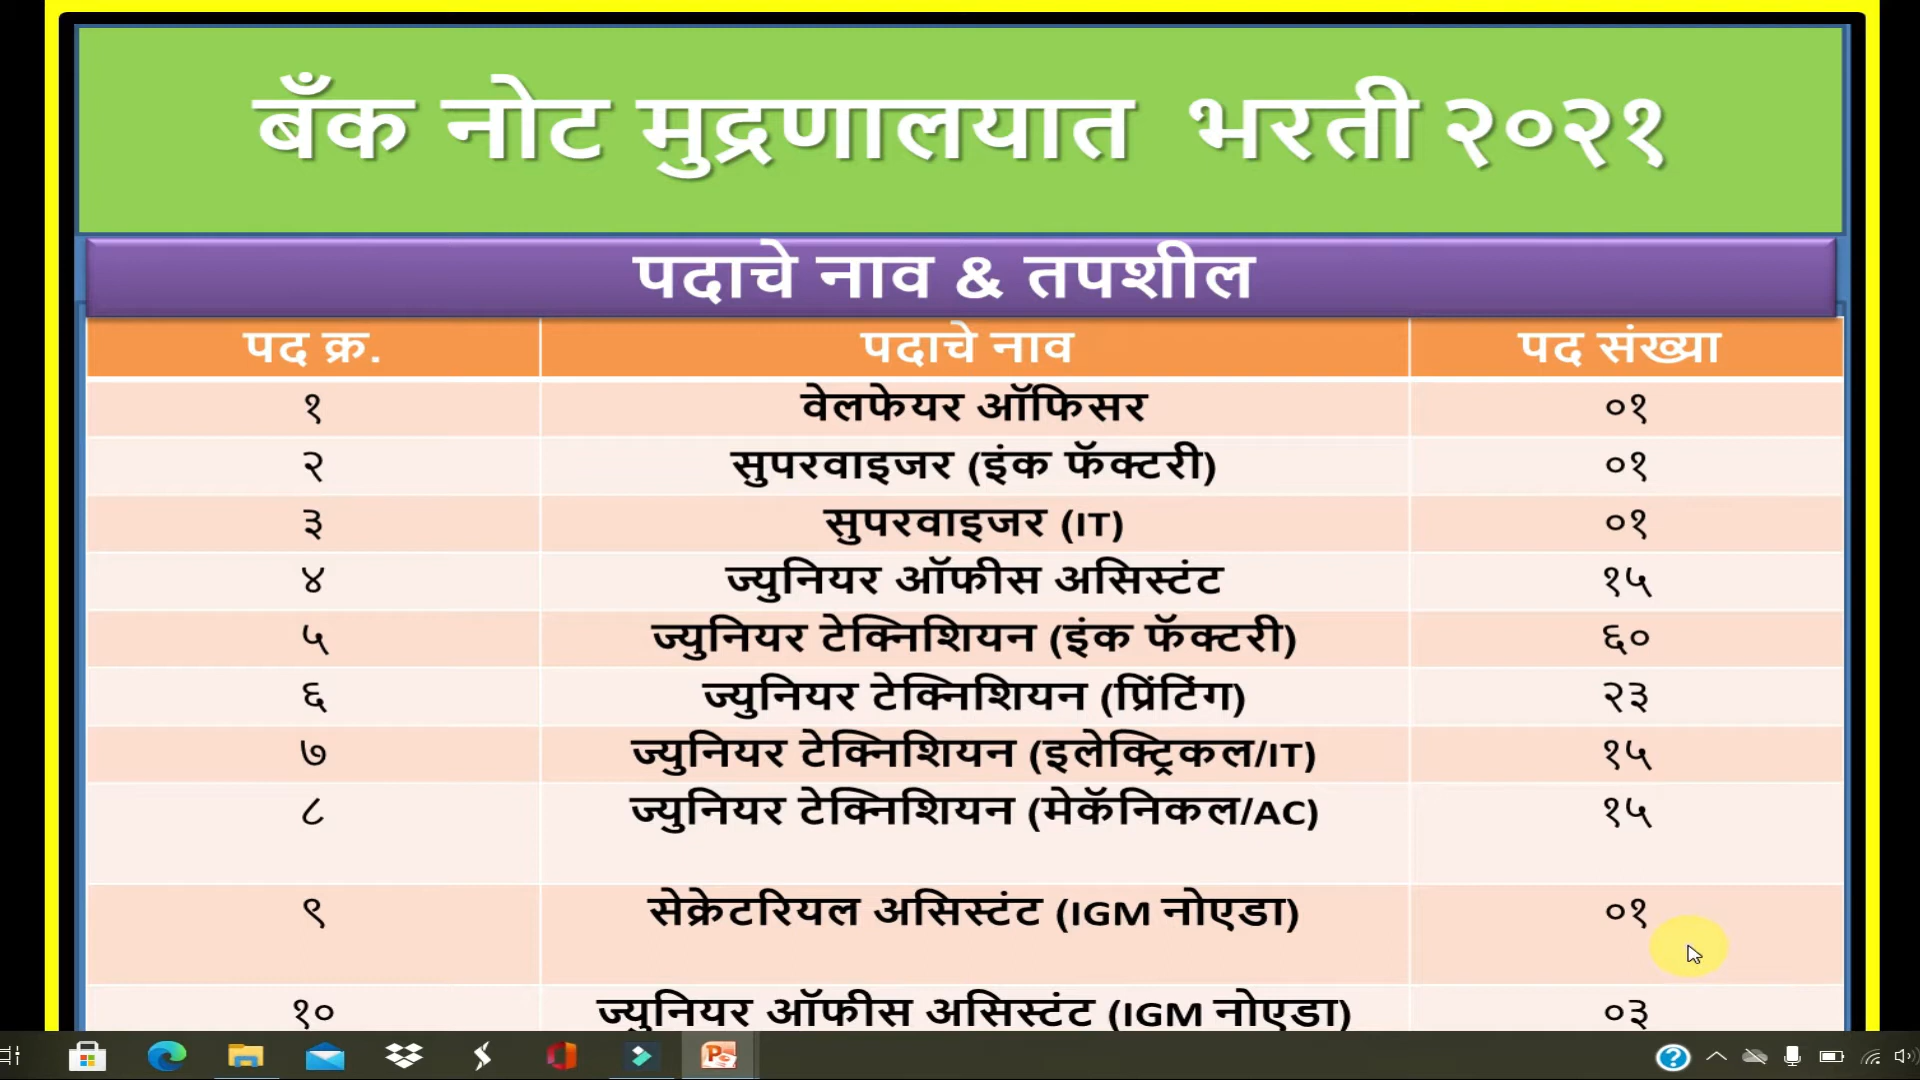 बँक नोट मुद्रणालयात भरती २०२१
पदाचे नाव & तपशील
पद क्र. पदाचे नाव पद संख्या
१ वेलफेयर ऑफिसर ०१
२ सुपरवाइजर (इंक फॅक्टरी) ०१
३ सुपरवाइजर (IT) ०१
४ ज्युनियर ऑफीस असिस्टंट १५
५ ज्युनियर टेक्निशियन (इंक फॅक्टरी) ६०
६ ज्युनियर टेक्निशियन (प्रिंटिंग) २३
७ ज्युनियर टेक्निशियन (इलेक्ट्रिकल/IT) १५
८ ज्युनियर टेक्निशियन (मेकॅनिकल/AC) १५
९ सेक्रेटरियल असिस्टंट (IGM नोएडा) ०१
१० ज्युनियर ऑफीस असिस्टंट (IGM नोएडा) ०३